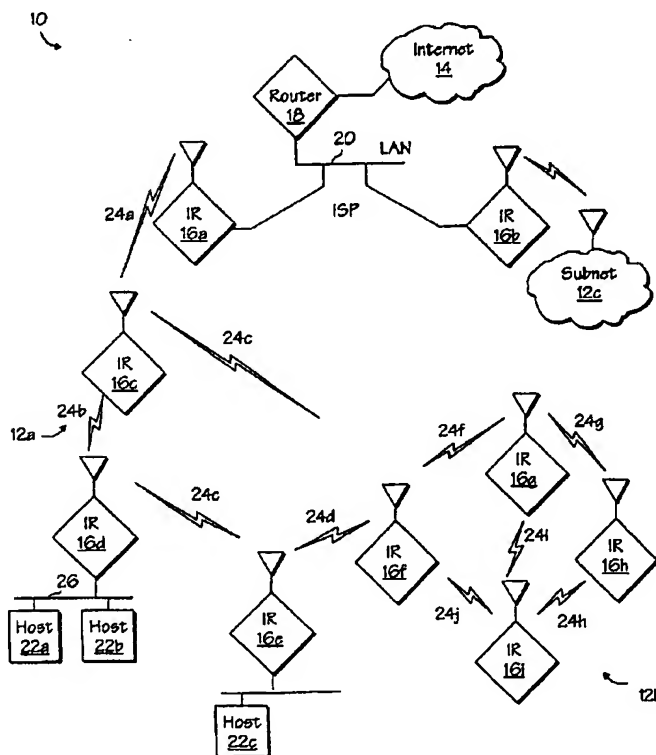 10
Internet
14
Router
18
20
LAN
ISP
24a
IR
16a
IR
16b
Subnet
12c
24c
IR
16c
24b
12a
24f
24g
IR
16g
24c
24d
IR
16d
IR
16f
24i
IR
16h
26
24j
24h
Host
22a
Host
22b
IR
16e
IR
16i
Host
22c